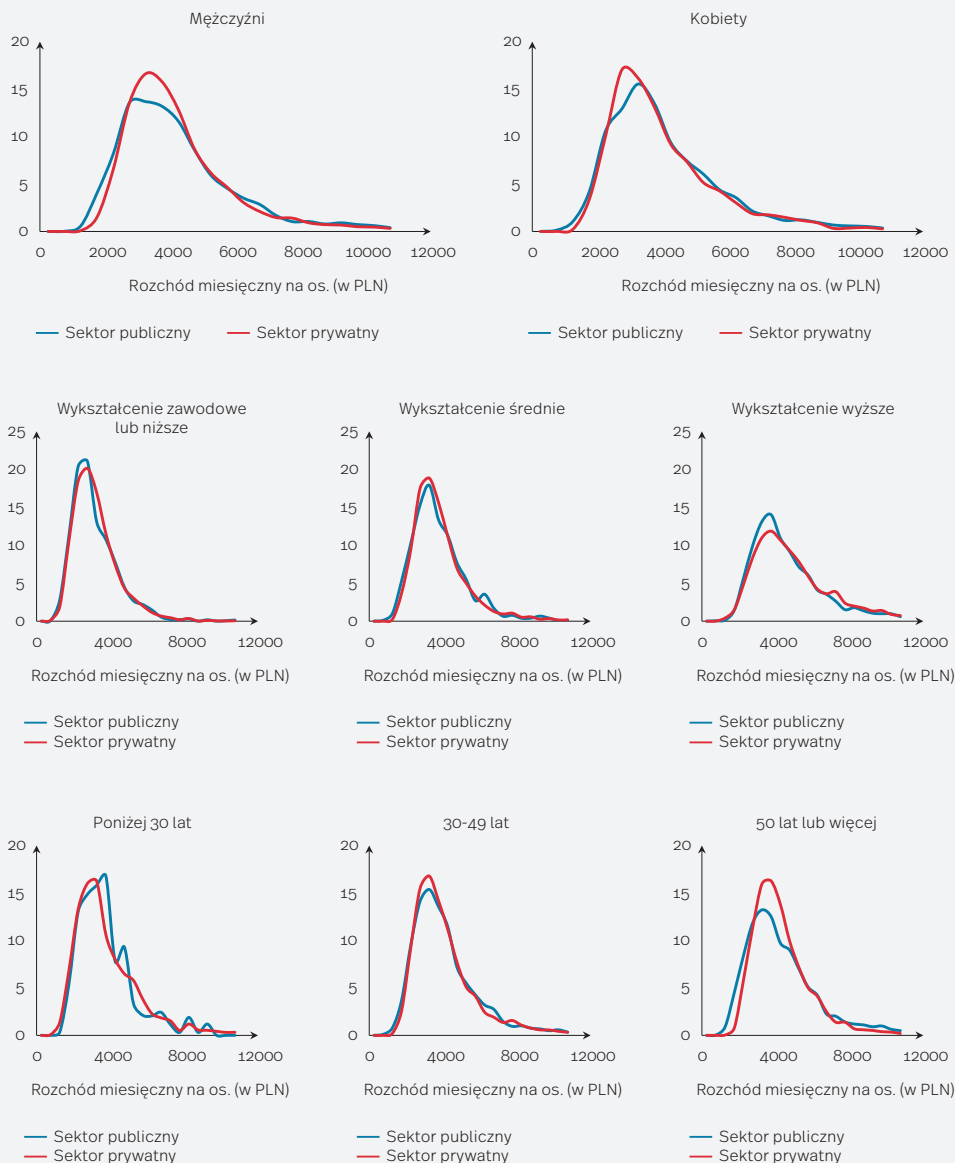 Mężczyźni
20
15
10
5
0
0 2000 4000 6000 8000 10000 12000
Rozchód miesięczny na os. (w PLN)
Sektor publiczny Sektor prywatny
Kobiety
20
15
10
5
0
0 2000 4000 6000 8000 10000 12000
Rozchód miesięczny na os. (w PLN)
Sektor publiczny Sektor prywatny
Wykształcenie zawodowe
lub niższe
25
20
15
10
5
0
0 4000 8000 12000
Rozchód miesięczny na os. (w PLN)
Sektor publiczny
Sektor prywatny
Wykształcenie średnie
25
20
15
10
5
0
0 4000 8000 12000
Rozchód miesięczny na os. (w PLN)
Sektor publiczny
Sektor prywatny
Wykształcenie wyższe
25
20
15
10
5
0
0 4000 8000 12000
Rozchód miesięczny na os. (w PLN)
Sektor publiczny
Sektor prywatny
Poniżej 30 lat
20
15
10
5
0
0 4000 8000 12000
Rozchód miesięczny na os. (w PLN)
Sektor publiczny
Sektor prywatny
30-49 lat
20
15
10
5
0
0 4000 8000 12000
Rozchód miesięczny na os. (w PLN)
Sektor publiczny
Sektor prywatny
50 lat lub więcej
20
15
10
5
0
0 4000 8000 12000
Rozchód miesięczny na os. (w PLN)
Sektor publiczny
Sektor prywatny